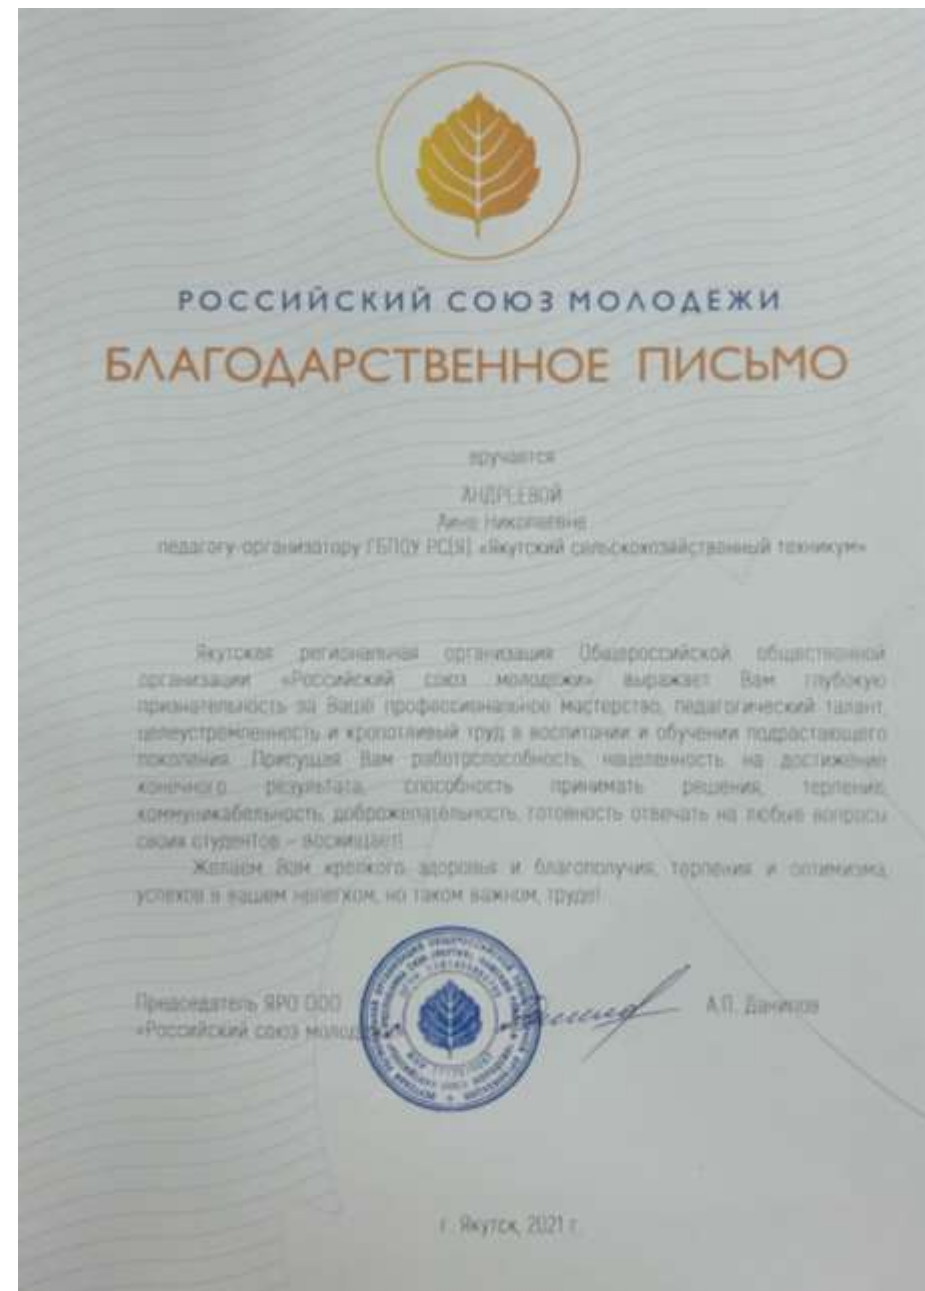 РОССИЙСКИЙ СОЮЗ МОЛОДЕЖИ
БЛАГОДАРСТВЕННОЕ ПИСЬМО
вручается
АНДРЕЕВОЙ
Николаевне
педагогу-организатору ГБПОУ РС(Я) «Якутский сельскохозяйственный техникум»
Якутская региональная организация Общероссийской общественной
организации «Российский союз молодежи» выражает Вам глубокую
признательность за Ваше профессиональное мастерство, педагогический талант,
целеустремленность и кропотливый труд в воспитании и обучении подрастающего
поколения. Присущая Вам работоспособность, нацеленность на достижение
конечного результата, способность принимать решения, терпение,
коммуникабельность, доброжелательность, готовность отвечать на любые вопросы
своих студентов – восхищает!
Желаем Вам крепкого здоровья и благополучия, терпения и оптимизма,
успехов в вашем нелегком, но таком важном, труде!
Председатель ЯРО ООО
«Российский союз
А.П. Данилов
г. Якутск, 2021 г.